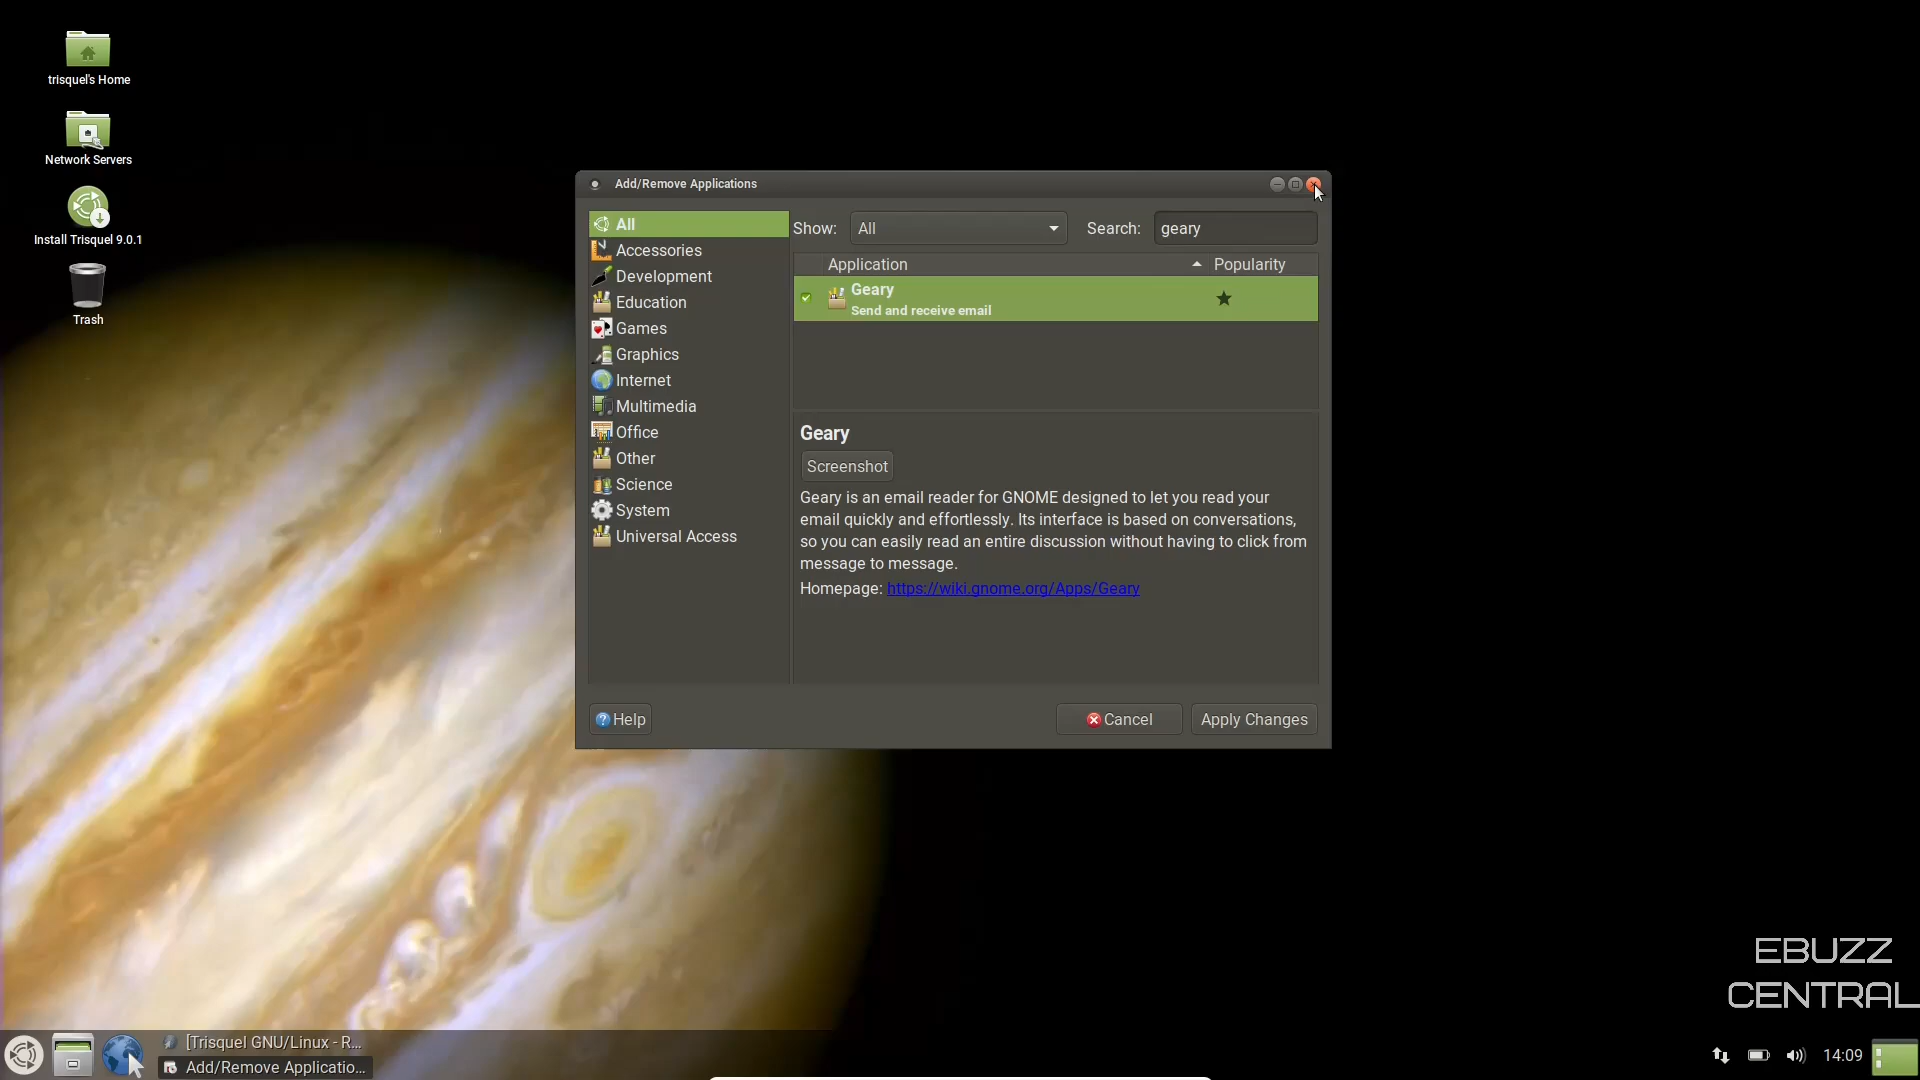 trisquel's Home
Network Servers
Install Trisquel 9.0.1
Trash
Add/Remove Applications
All
Accessories
Development
Education
Games
Graphics
Internet
Multimedia
Office
Other
Science
System
Universal Access
Show: All Search: geary
Application Popularity
Geary
Send and receive email
Geary
Screenshot
Geary is an email reader for GNOME designed to let you read your
email quickly and effortlessly. Its interface is based on conversations,
so you can easily read an entire discussion without having to click from
message to message.
Homepage: https://wiki.gnome.org/Apps/Geary
Help Cancel Apply Changes
EBUZZ
CENTRAL
[Trisquel GNU/Linux - R...
Add/Remove Applicatio...
14:09